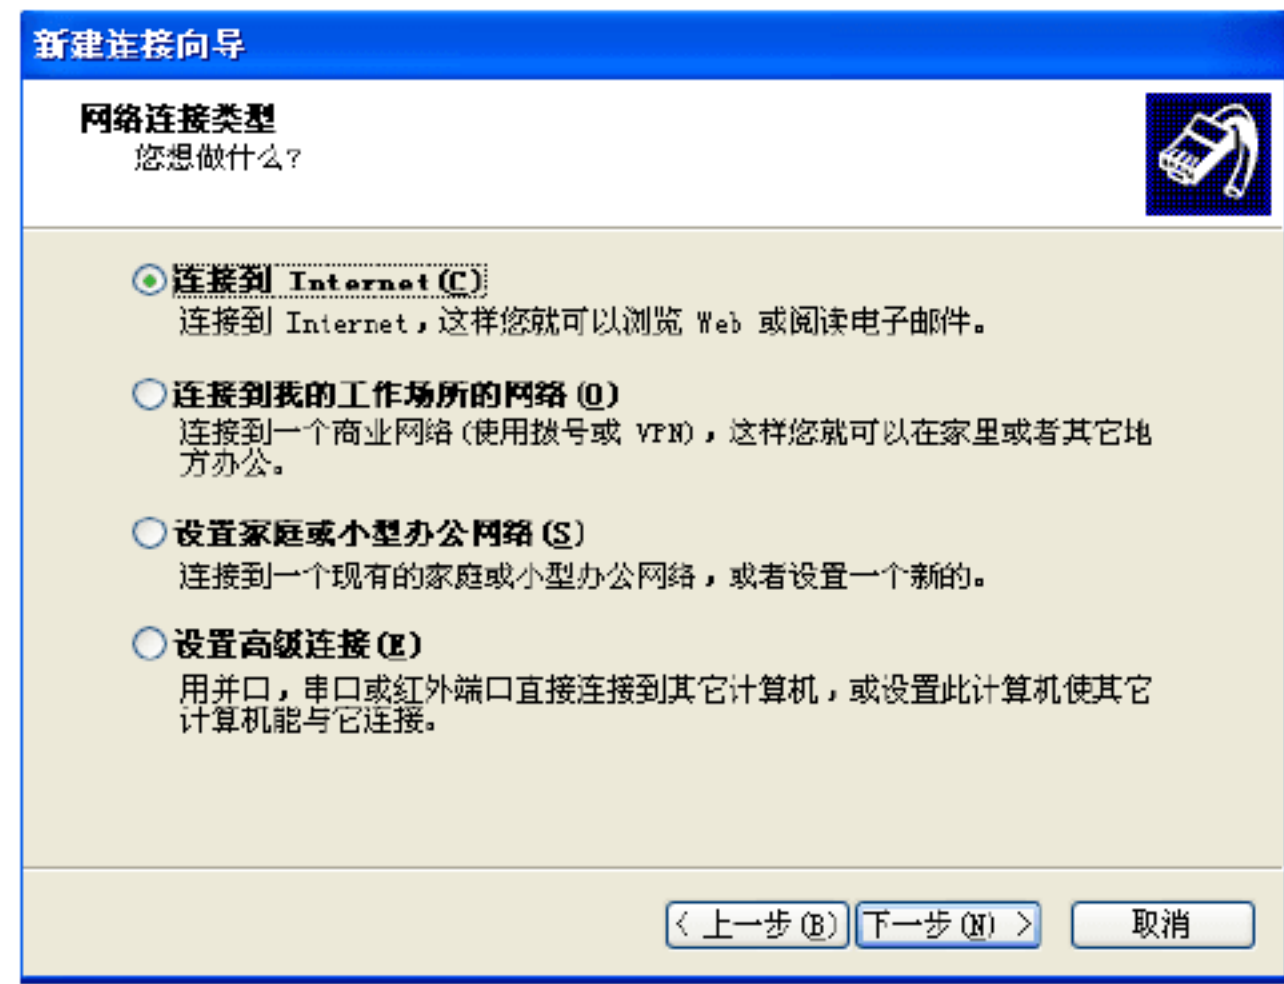 新建连接向导
网络连接类型
您想做什么?
连接到 Internet(C)
连接到 Internet，这样您就可以浏览 Web 或阅读电子邮件。
连接到我的工作场所的网络(O)
连接到一个商业网络(使用拨号或 VPN)，这样您就可以在家里或者其它地
方办公。
设置家庭或小型办公网络(S)
连接到一个现有的家庭或小型办公网络，或者设置一个新的。
设置高级连接(E)
用并口，串口或红外端口直接连接到其它计算机，或设置此计算机使其它
计算机能与它连接。
< 上一步(B) 下一步(N) > 取消